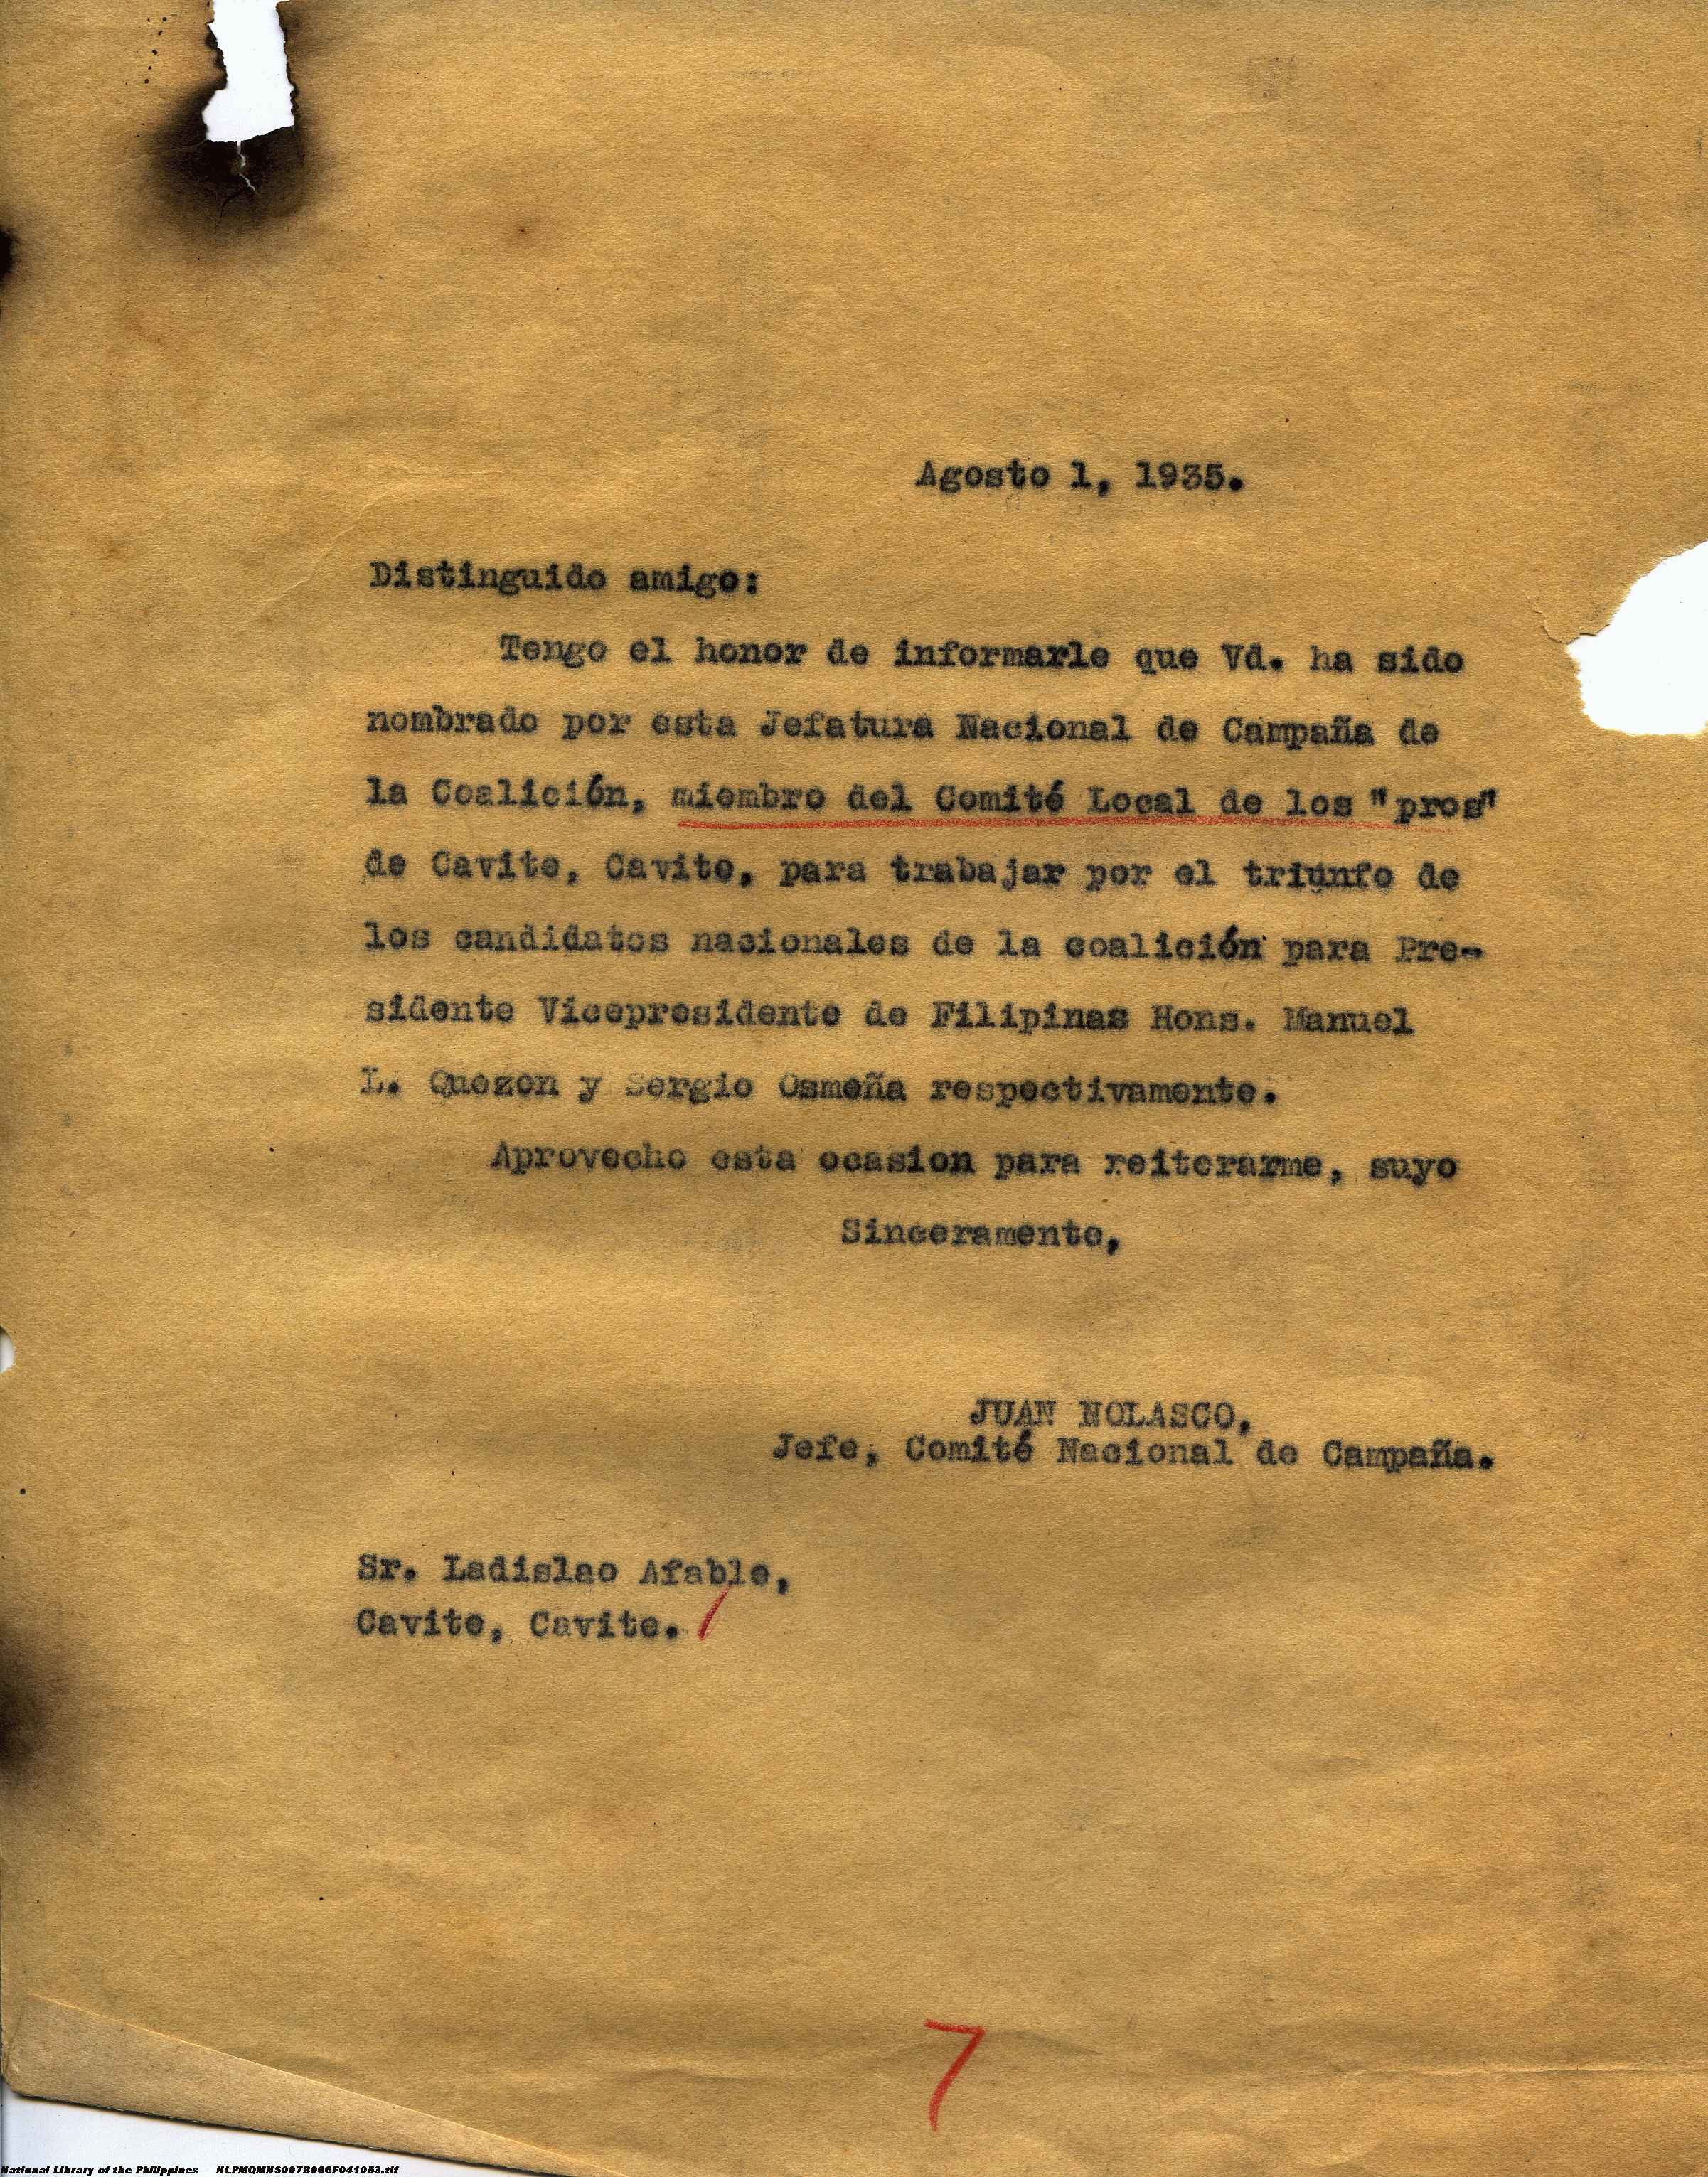 Agosto 1, 1935.
Distinguido amigo:
Tengo el honor de informarle que Vd. ha sido
nombrado por esta Jefatura Nacional de Campaña de
la Coalición, miembro del Comité Local de los "pros"
de Cavite, Cavite, para trabajar por el triunfo de
los candidatos nacionales de la coalición para Pre-
sidente Vicepresidente de Filipinas Hons. Manuel
L. Quezon y Sergio Osmeña respectivamente.
Aprovecho esta ocasion para reiterarme, suyo
Sinceramente,
JUAN NOLASCO,
Jefe, Comité Nacional de Campaña.
Sr. Ladislao Afable,
Cavite, Cavite.
7
National Library of the Philippines NLPMQMNS007B066F041053.tif